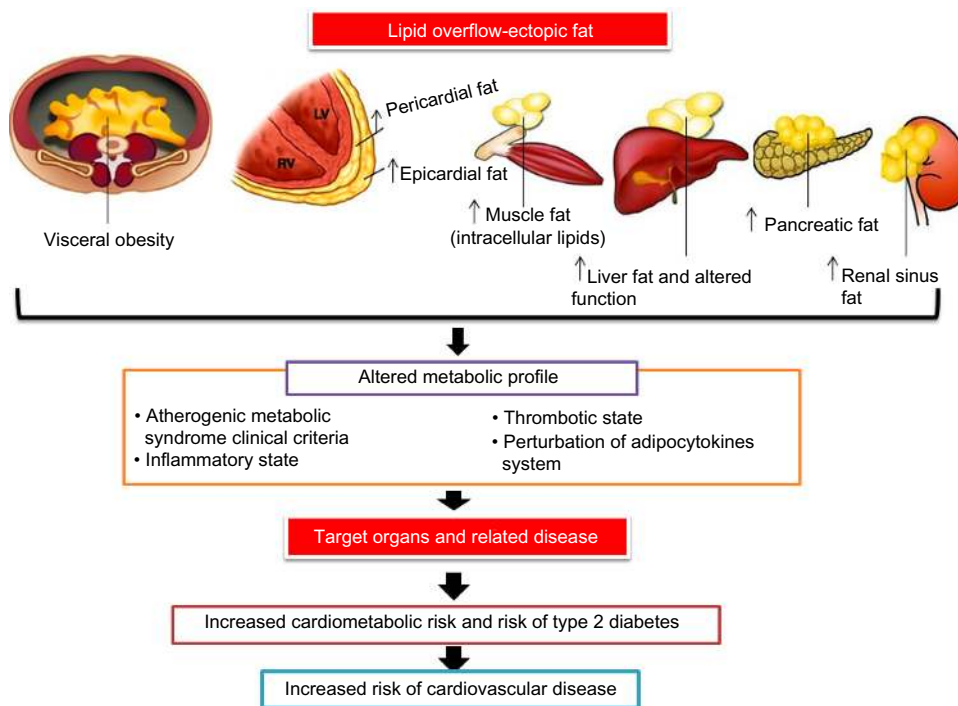 Lipid overflow-ectopic fat
LV
RV
↑ Pericardial fat
↑ Epicardial fat
Visceral obesity
↑ Muscle fat
(intracellular lipids)
↑ Liver fat and altered
function
↑ Pancreatic fat
↑ Renal sinus
fat
Altered metabolic profile
• Atherogenic metabolic
syndrome clinical criteria
• Inflammatory state
• Thrombotic state
• Perturbation of adipocytokines
system
Target organs and related disease
Increased cardiometabolic risk and risk of type 2 diabetes
Increased risk of cardiovascular disease